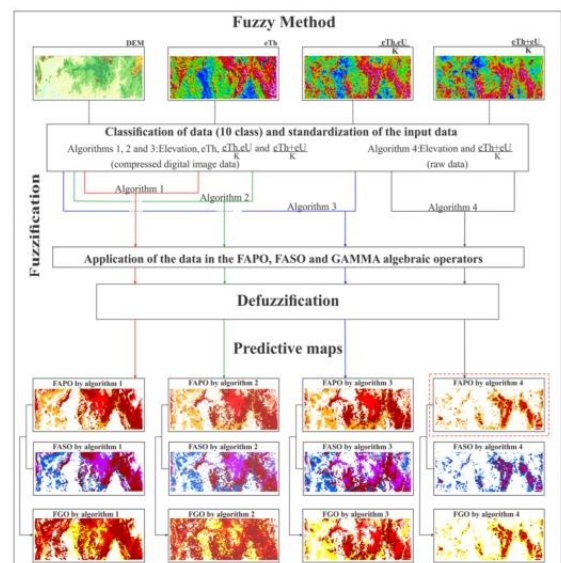 Fuzzy Method
DEM
eTh
eTh.eU
K
eTh+eU
K
Classification of data (10 class) and standardization of the input data
Algorithms 1, 2 and 3:Elevation, eTh, eTh.eU/K and eTh+eU/K
(compressed digital image data)
Algorithm 4:Elevation and eTh+eU/K
(raw data)
Algorithm 1
Algorithm 2
Algorithm 3
Algorithm 4
Fuzzification
Application of the data in the FAPO, FASO and GAMMA algebraic operators
Defuzzification
Predictive maps
FAPO by algorithm 1
FAPO by algorithm 2
FAPO by algorithm 3
FAPO by algorithm 4
FASO by algorithm 1
FASO by algorithm 2
FASO by algorithm 3
FASO by algorithm 4
FGO by algorithm 1
FGO by algorithm 2
FGO by algorithm 3
FGO by algorithm 4